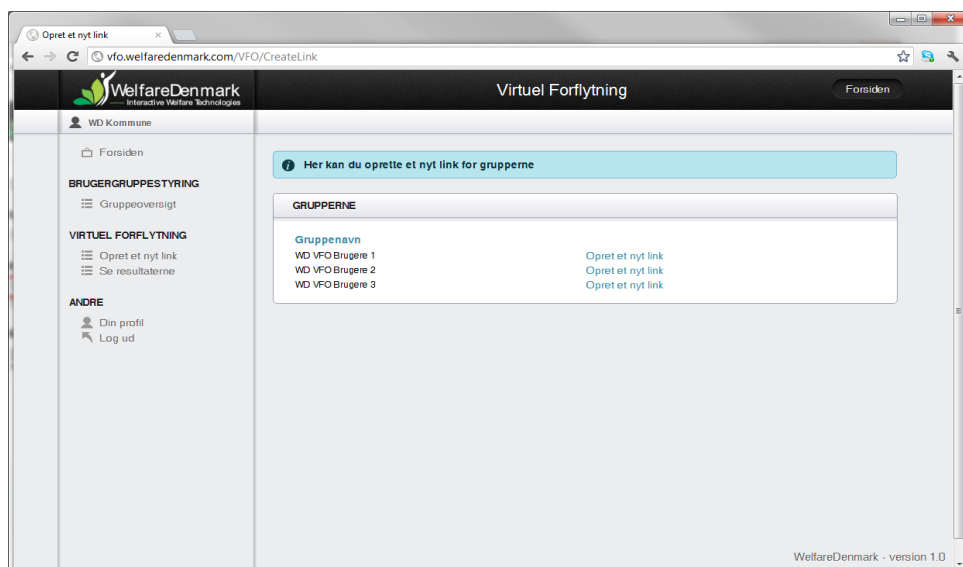 Opret et nyt link
vfo.welfaredenmark.com/VFO/CreateLink
WelfareDenmark
Interactive Welfare Technologies
Virtuel Forflytning
Forsiden
WD Kommune
Forsiden
BRUGERGRUPPESTYRING
Gruppeoversigt
VIRTUEL FORFLYTNING
Opret et nyt link
Se resultaterne
ANDRE
Din profil
Log ud
Her kan du oprette et nyt link for grupperne
GRUPPERNE
Gruppenavn
WD VFO Brugere 1 Opret et nyt link
WD VFO Brugere 2 Opret et nyt link
WD VFO Brugere 3 Opret et nyt link
WelfareDenmark - version 1.0